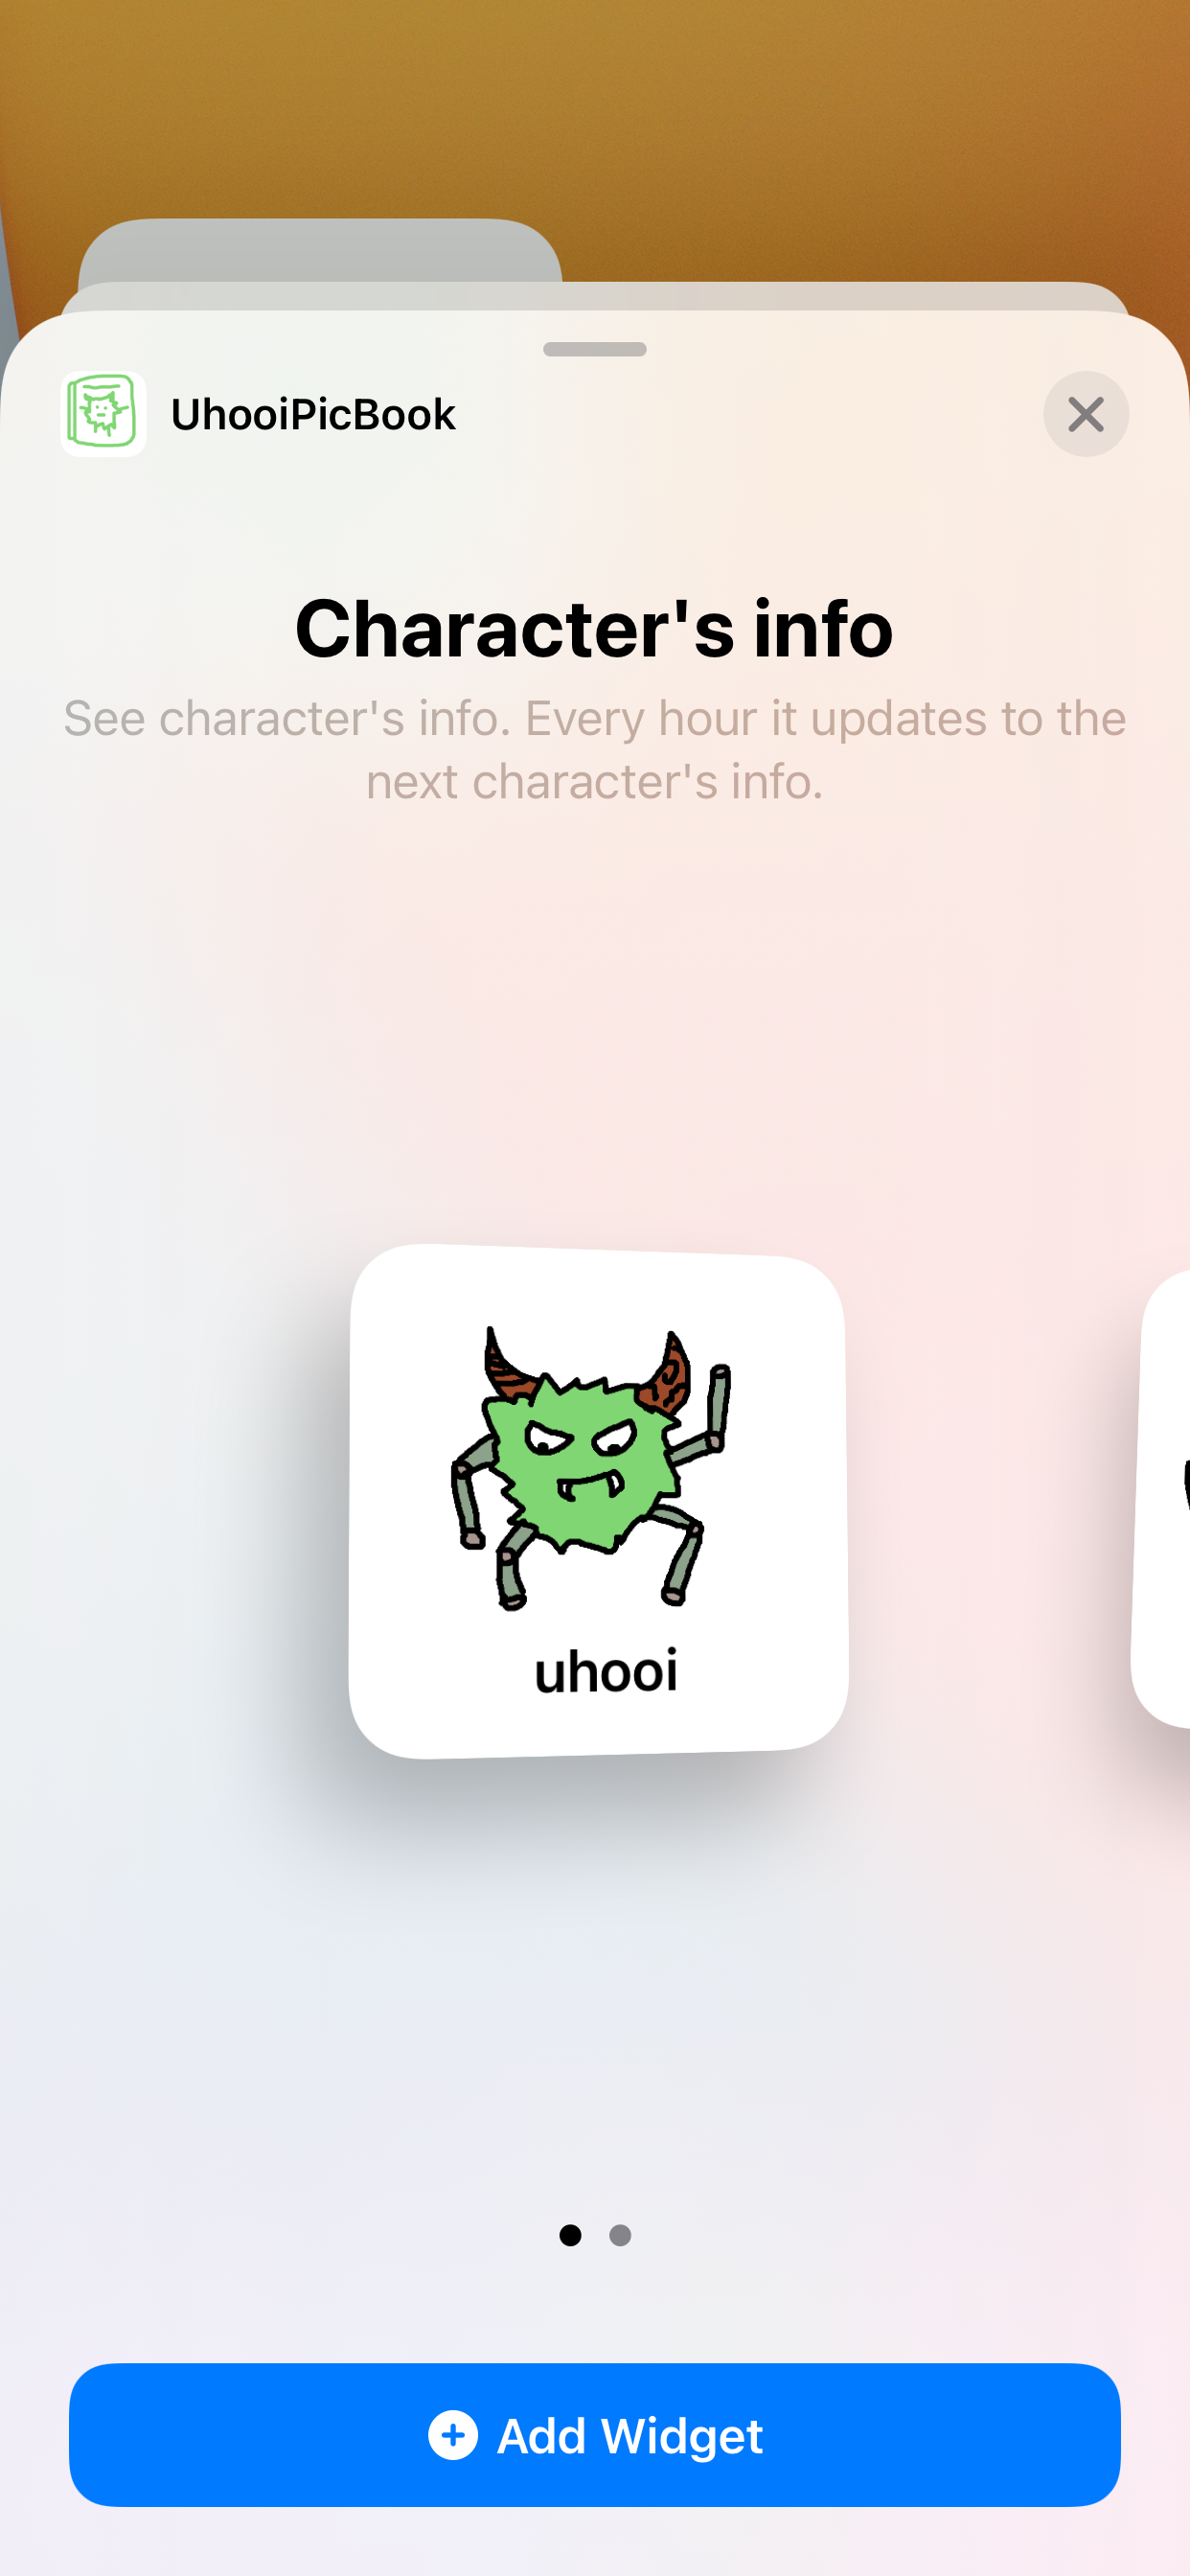 UhooiPicBook
Character's info
See character's info. Every hour it updates to the
next character's info.
uhooi
Add Widget